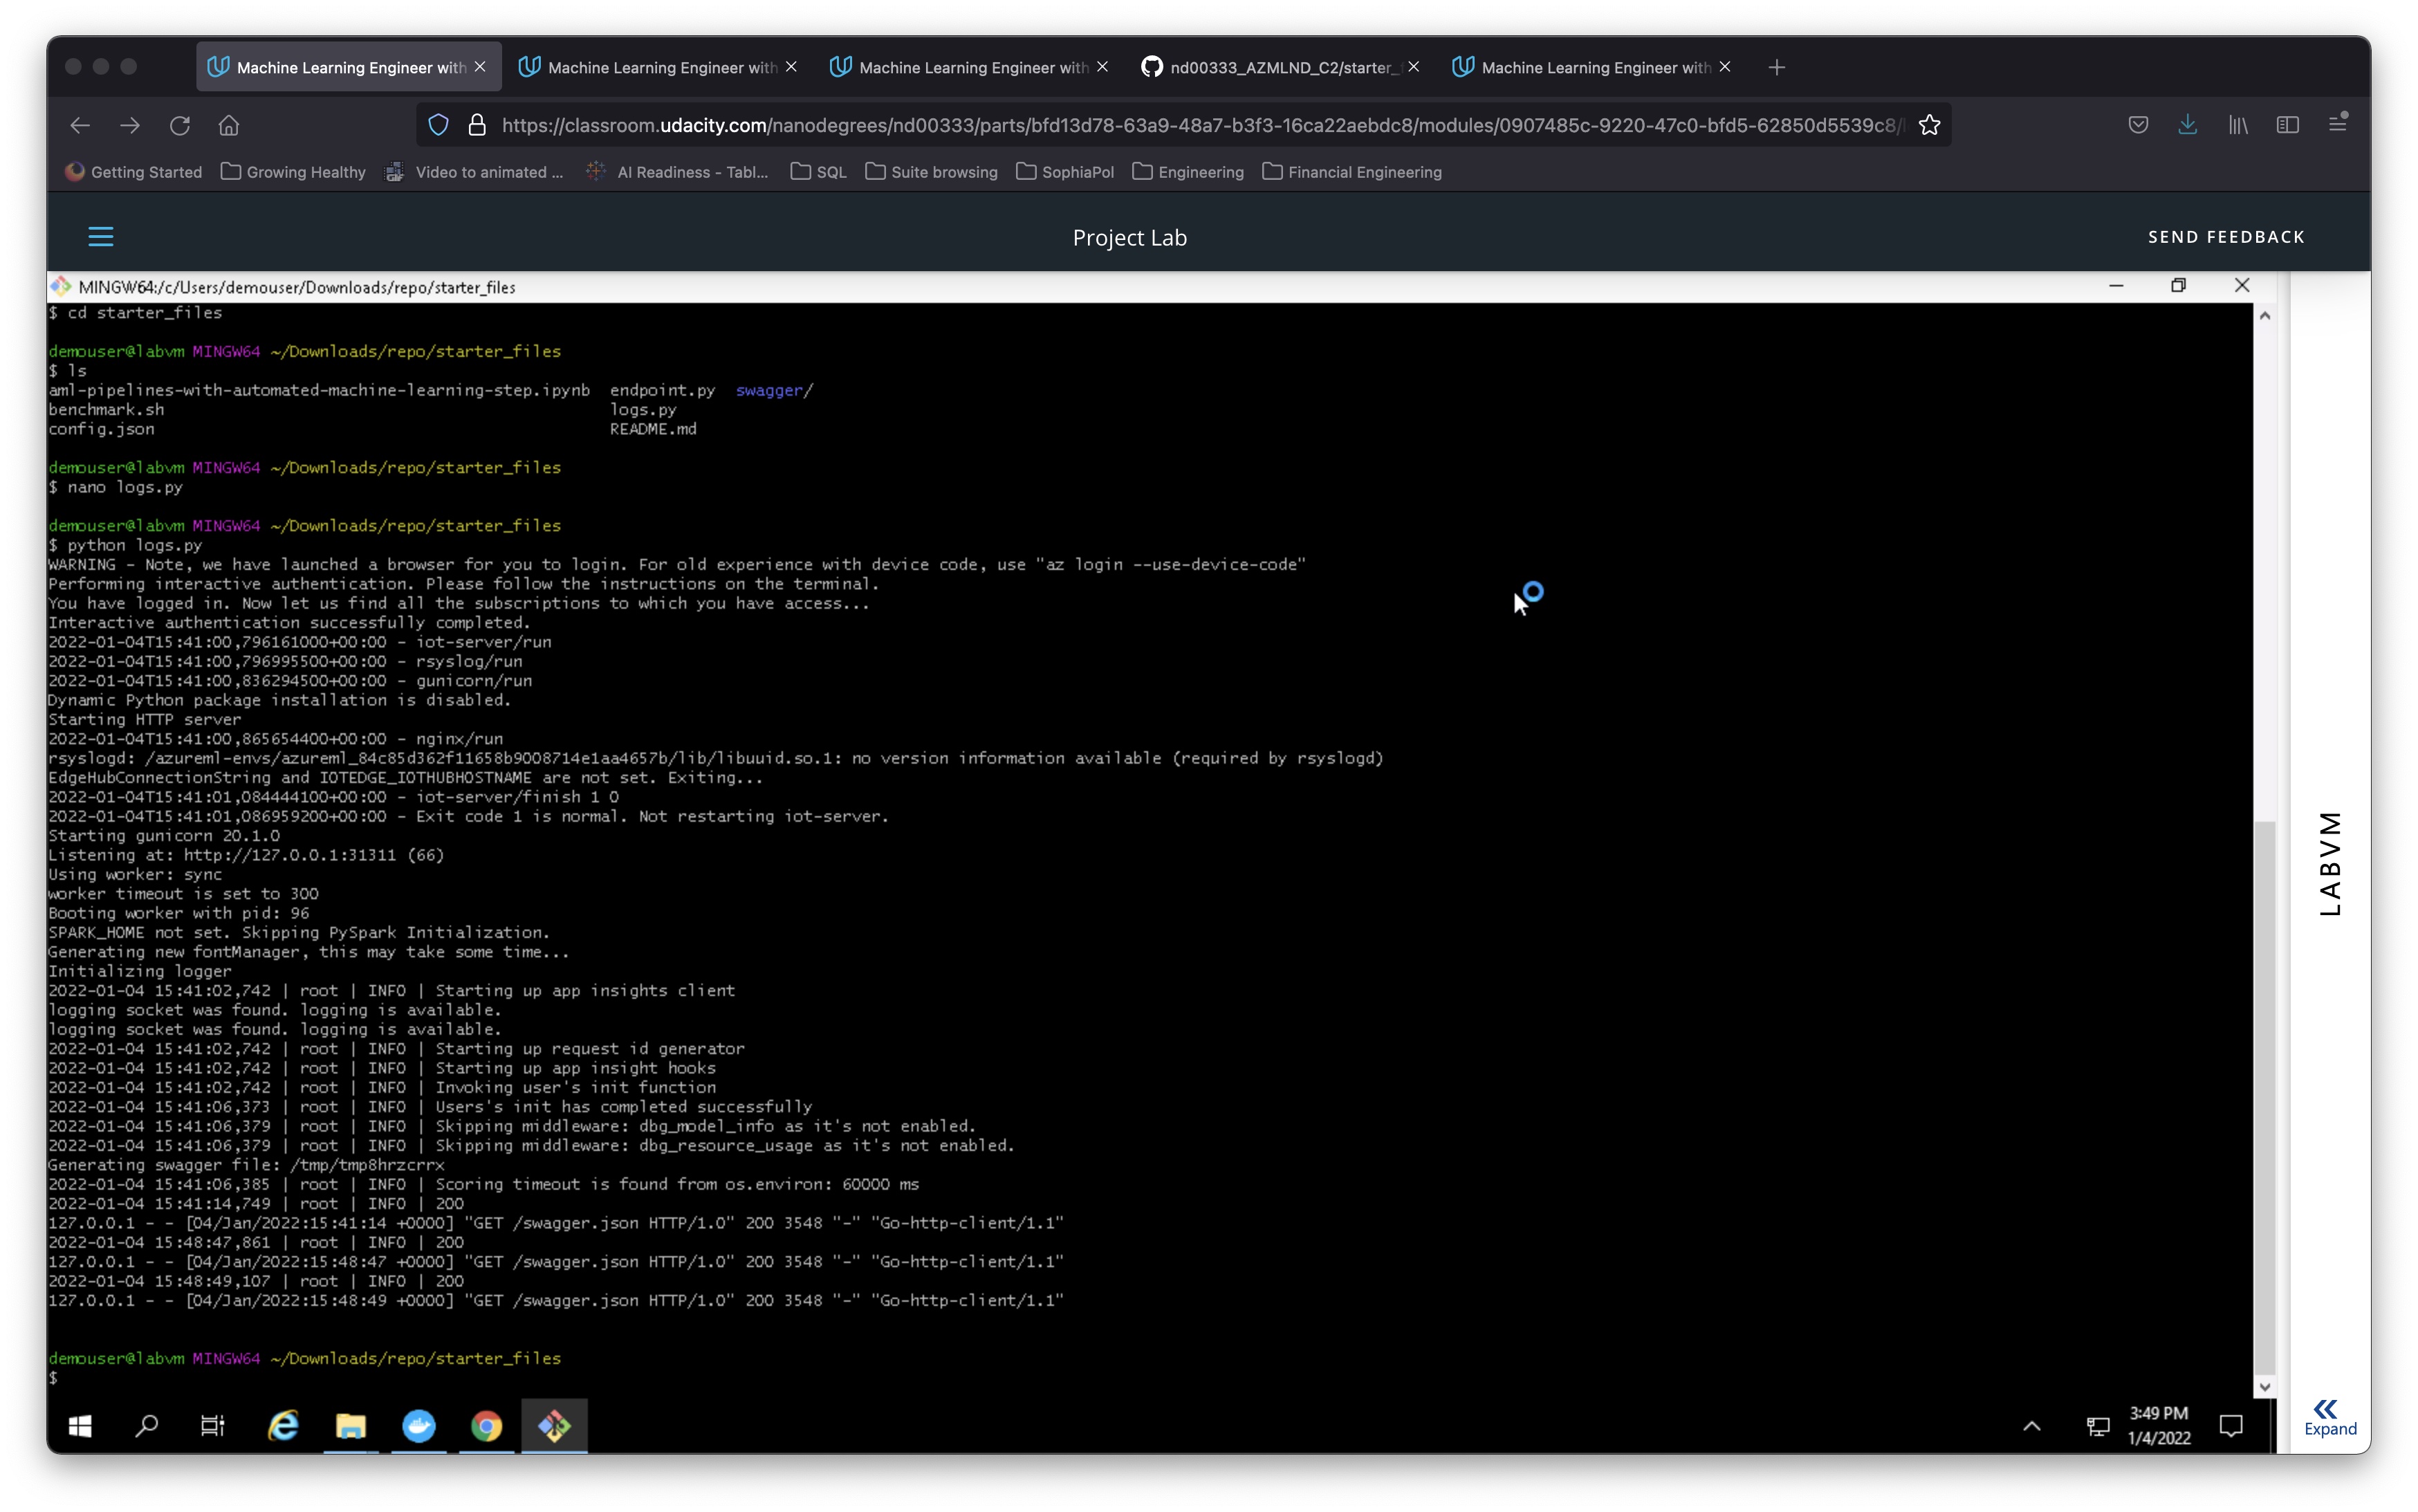 Machine Learning Engineer with
Machine Learning Engineer with
Machine Learning Engineer with
nd00333_AZMLND_C2/starter_
Machine Learning Engineer with
https://classroom.udacity.com/nanodegrees/nd00333/parts/bfd13d78-63a9-48a7-b3f3-16ca22aebdc8/modules/0907485c-9220-47c0-bfd5-62850d5539c8/
Getting Started
Growing Healthy
Video to animated ...
AI Readiness - Tabl...
SQL
Suite browsing
SophiaPol
Engineering
Financial Engineering
Project Lab
SEND FEEDBACK
MINGW64:/c/Users/demouser/Downloads/repo/starter_files
$ cd starter_files
demouser@labvm MINGW64 ~/Downloads/repo/starter_files
$ ls
aml-pipelines-with-automated-machine-learning-step.ipynb endpoint.py swagger/
benchmark.sh logs.py
config.json README.md
demouser@labvm MINGW64 ~/Downloads/repo/starter_files
$ nano logs.py
demouser@labvm MINGW64 ~/Downloads/repo/starter_files
$ python logs.py
WARNING - Note, we have launched a browser for you to login. For old experience with device code, use "az login --use-device-code"
Performing interactive authentication. Please follow the instructions on the terminal.
You have logged in. Now let us find all the subscriptions to which you have access...
Interactive authentication successfully completed.
2022-01-04T15:41:00,796161000+00:00 - iot-server/run
2022-01-04T15:41:00,796995500+00:00 - rsyslog/run
2022-01-04T15:41:00,836294500+00:00 - gunicorn/run
Dynamic Python package installation is disabled.
Starting HTTP server
2022-01-04T15:41:00,865654400+00:00 - nginx/run
rsyslogd: /azureml-envs/azureml_84c85d362f11658b9008714e1aa4657b/lib/libuuid.so.1: no version information available (required by rsyslogd)
EdgeHubConnectionString and IOTEDGE_IOTHUBHOSTNAME are not set. Exiting...
2022-01-04T15:41:01,084444100+00:00 - iot-server/finish 1 0
2022-01-04T15:41:01,086959200+00:00 - Exit code 1 is normal. Not restarting iot-server.
Starting gunicorn 20.1.0
Listening at: http://127.0.0.1:31311 (66)
Using worker: sync
worker timeout is set to 300
Booting worker with pid: 96
SPARK_HOME not set. Skipping PySpark Initialization.
Generating new fontManager, this may take some time...
Initializing logger
2022-01-04 15:41:02,742 | root | INFO | Starting up app insights client
logging socket was found. logging is available.
logging socket was found. logging is available.
2022-01-04 15:41:02,742 | root | INFO | Starting up request id generator
2022-01-04 15:41:02,742 | root | INFO | Starting up app insight hooks
2022-01-04 15:41:02,742 | root | INFO | Invoking user's init function
2022-01-04 15:41:06,373 | root | INFO | Users's init has completed successfully
2022-01-04 15:41:06,379 | root | INFO | Skipping middleware: dbg_model_info as it's not enabled.
2022-01-04 15:41:06,379 | root | INFO | Skipping middleware: dbg_resource_usage as it's not enabled.
Generating swagger file: /tmp/tmp8hrzcrrx
2022-01-04 15:41:06,385 | root | INFO | Scoring timeout is found from os.environ: 60000 ms
2022-01-04 15:41:14,749 | root | INFO | 200
127.0.0.1 - - [04/Jan/2022:15:41:14 +0000] "GET /swagger.json HTTP/1.0" 200 3548 "-" "Go-http-client/1.1"
2022-01-04 15:48:47,861 | root | INFO | 200
127.0.0.1 - - [04/Jan/2022:15:48:47 +0000] "GET /swagger.json HTTP/1.0" 200 3548 "-" "Go-http-client/1.1"
2022-01-04 15:48:49,107 | root | INFO | 200
127.0.0.1 - - [04/Jan/2022:15:48:49 +0000] "GET /swagger.json HTTP/1.0" 200 3548 "-" "Go-http-client/1.1"
demouser@labvm MINGW64 ~/Downloads/repo/starter_files
$
LABVM
Expand
3:49 PM
1/4/2022